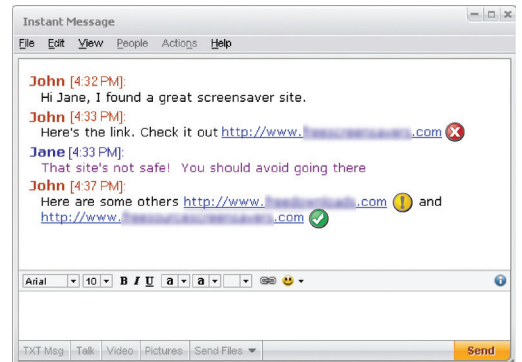 Instant Message
File Edit View People Actions Help
John [4:32 PM]:
Hi Jane, I found a great screensaver site.
John [4:33 PM]:
Here's the link. Check it out http://www. .com
Jane [4:33 PM]:
That site's not safe! You should avoid going there
John [4:37 PM]:
Here are some others http://www. .com and
http://www. .com
Arial 10 B I U a a
TXT Msg Talk Video Pictures Send Files Send